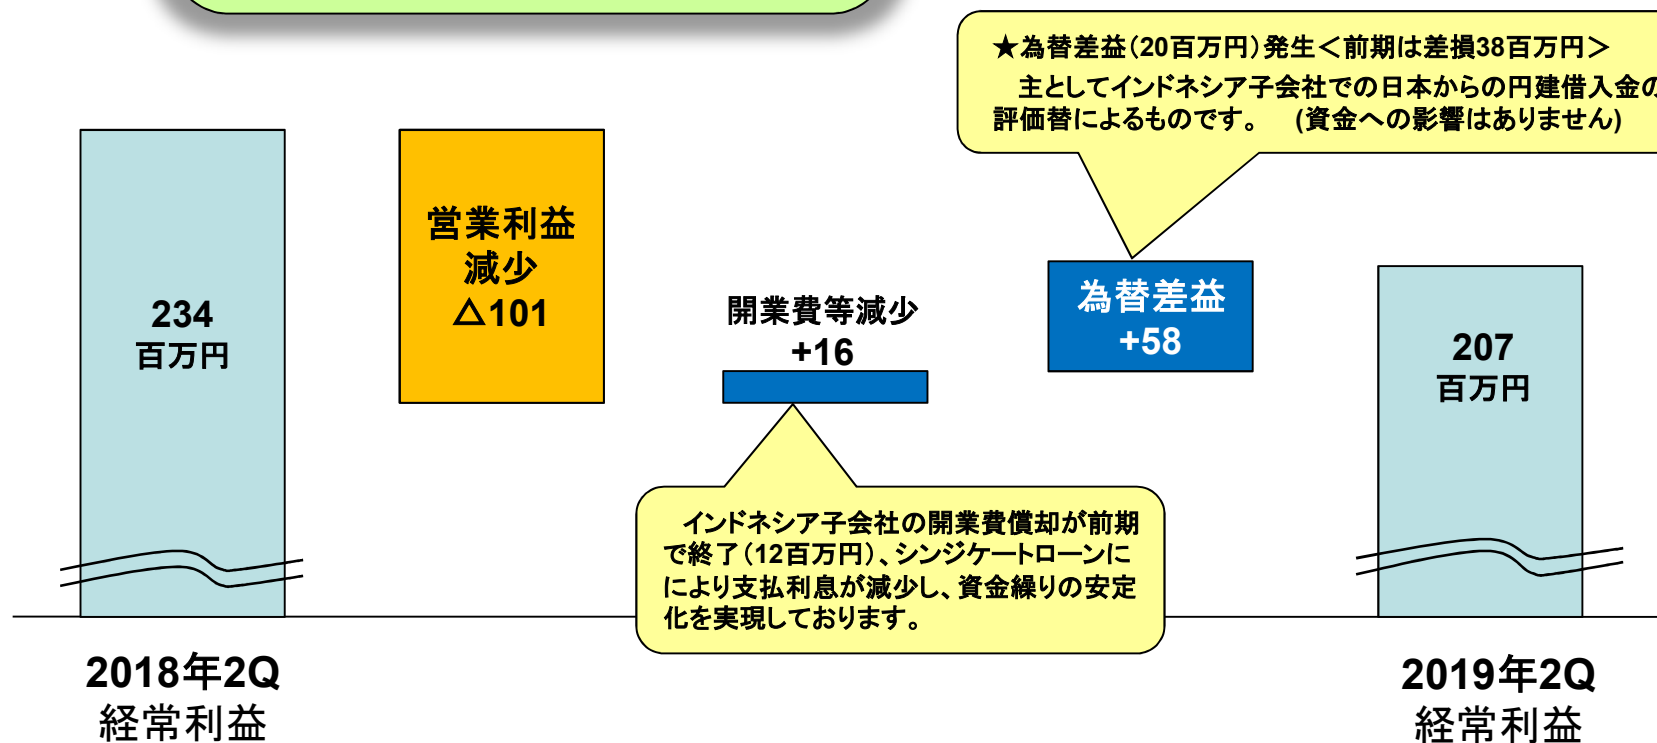 ★為替差益(20百万円)発生＜前期は差損38百万円＞
主としてインドネシア子会社での日本からの円建借入金の
評価替によるものです。 (資金への影響はありません)
234
百万円
営業利益
減少
△101
開業費等減少
+16
為替差益
+58
207
百万円
インドネシア子会社の開業費償却が前期
で終了(12百万円)、シンジケートローンに
により支払利息が減少し、資金繰りの安定
化を実現しております。
2018年2Q
経常利益
2019年2Q
経常利益